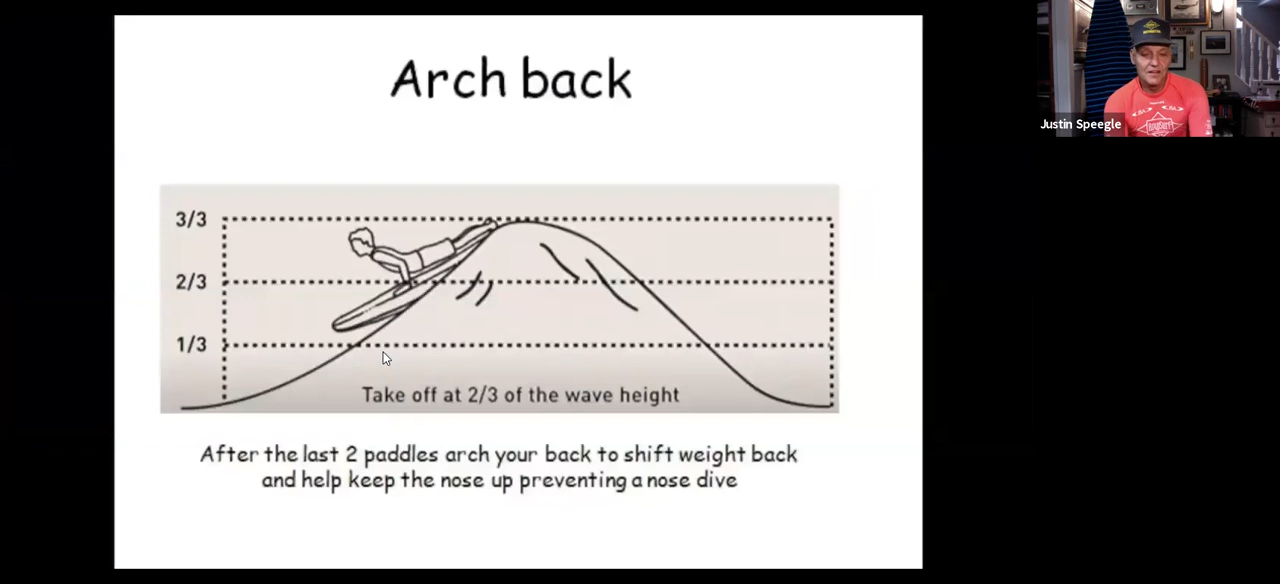 Arch back
3/3
2/3
1/3
Take off at 2/3 of the wave height
After the last 2 paddles arch your back to shift weight back
and help keep the nose up preventing a nose dive
Justin Speegle